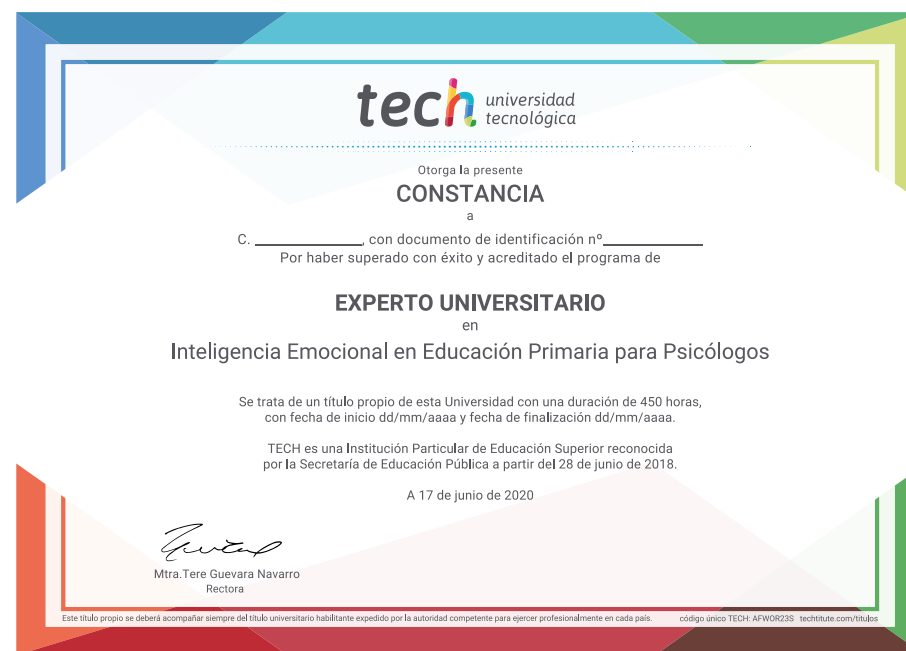 tech universidad
tecnológica
Otorga la presente
CONSTANCIA
a
C. ______________, con documento de identificación nº_____________
Por haber superado con éxito y acreditado el programa de
EXPERTO UNIVERSITARIO
en
Inteligencia Emocional en Educación Primaria para Psicólogos
Se trata de un título propio de esta Universidad con una duración de 450 horas,
con fecha de inicio dd/mm/aaaa y fecha de finalización dd/mm/aaaa.
TECH es una Institución Particular de Educación Superior reconocida
por la Secretaría de Educación Pública a partir del 28 de junio de 2018.
A 17 de junio de 2020
Mtra.Tere Guevara Navarro
Rectora
Este título propio se deberá acompañar siempre del título universitario habilitante expedido por la autoridad competente para ejercer profesionalmente en cada país. código único TECH: AFWOR23S techtitute.com/titulos